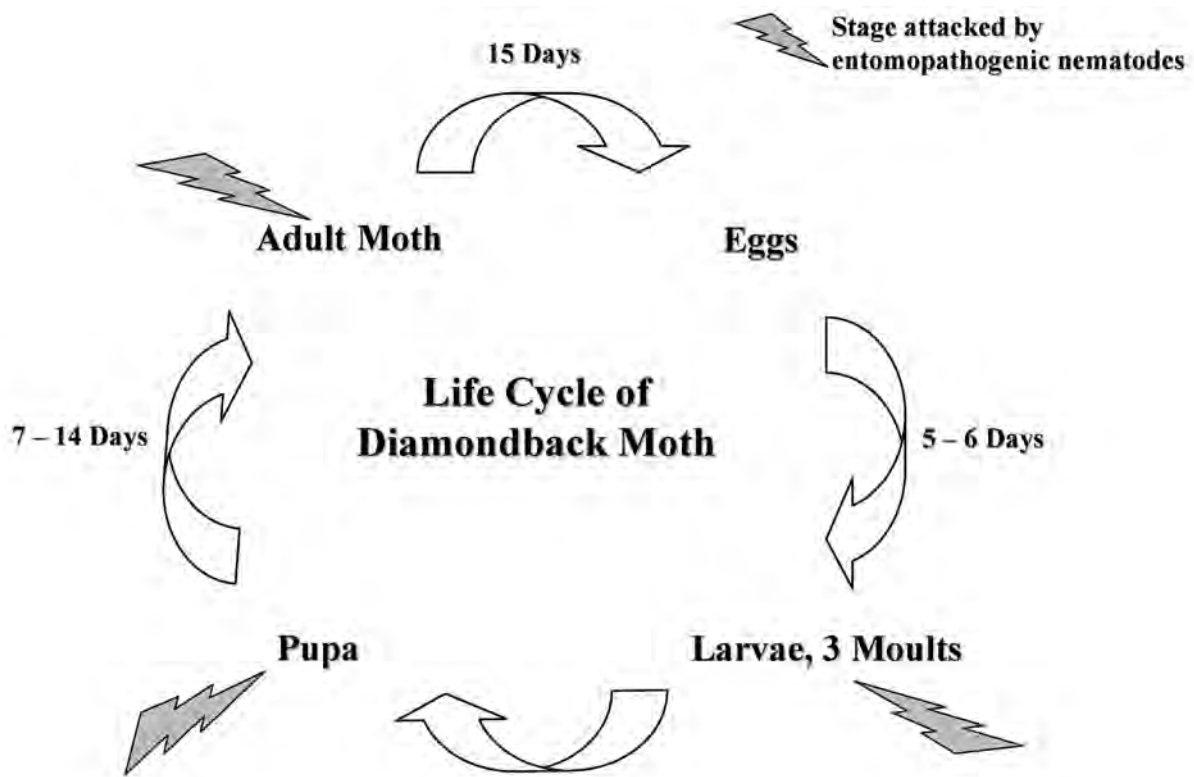 Stage attacked by
entomopathogenic nematodes
15 Days
Adult Moth
Eggs
Life Cycle of
Diamondback Moth
7 – 14 Days
5 – 6 Days
Pupa
Larvae, 3 Moults